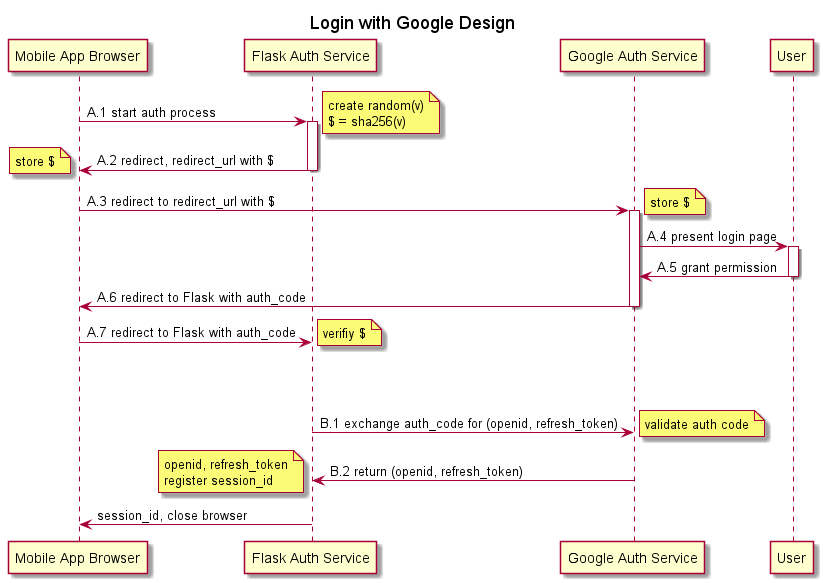 Login with Google Design
Mobile App Browser
Flask Auth Service
Google Auth Service
User
A.1 start auth process
create random(v)
$ = sha256(v)
store $
A.2 redirect, redirect_url with $
A.3 redirect to redirect_url with $
store $
A.4 present login page
A.5 grant permission
A.6 redirect to Flask with auth_code
A.7 redirect to Flask with auth_code
verifiy $
B.1 exchange auth_code for (openid, refresh_token)
validate auth code
openid, refresh_token
register session_id
B.2 return (openid, refresh_token)
session_id, close browser
Mobile App Browser
Flask Auth Service
Google Auth Service
User